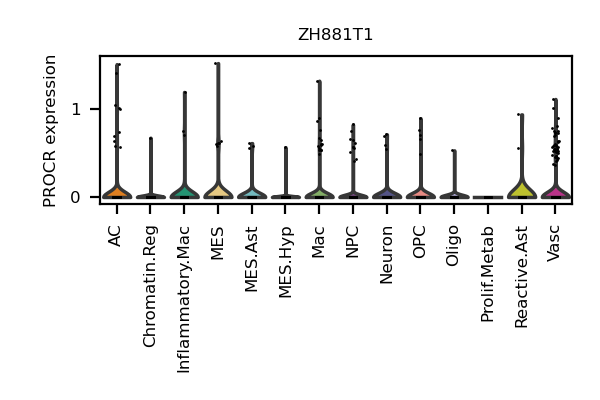 ZH881T1
PROCR expression
1
0
AC
Chromatin.Reg
Inflammatory.Mac
MES
MES.Ast
MES.Hyp
Mac
NPC
Neuron
OPC
Oligo
Prolif.Metab
Reactive.Ast
Vasc